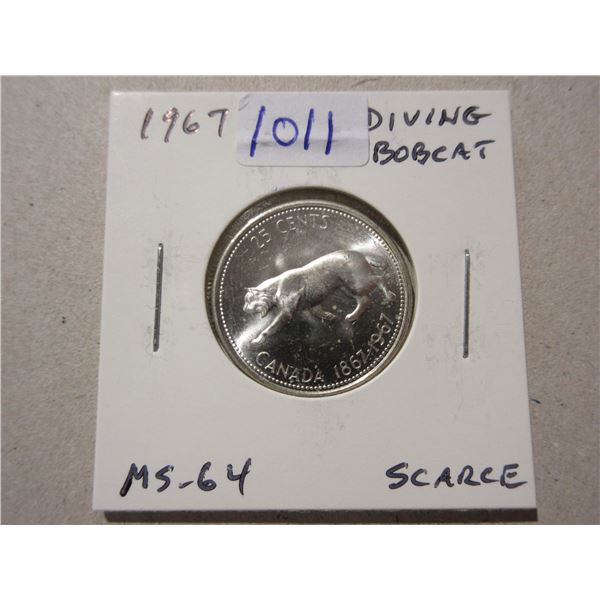 1967 1011 DIVING
BOBCAT
25 CENTS
CANADA 1867-1967
MS-64 SCARCE